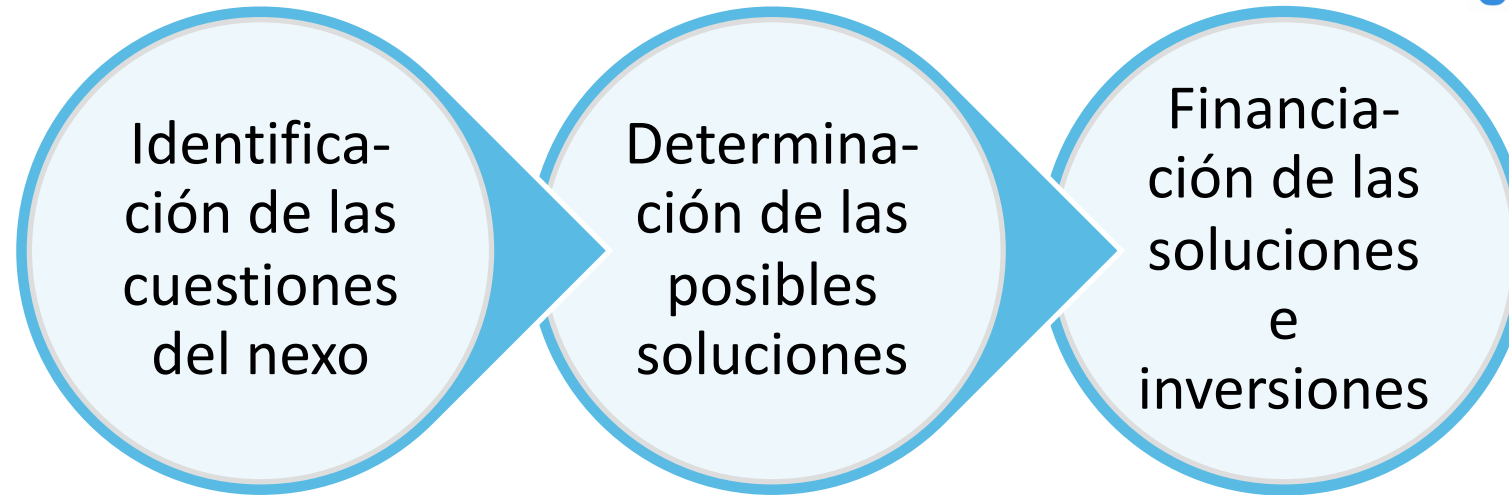 Identifica-
ción de las
cuestiones
del nexo
Determina-
ción de las
posibles
soluciones
Financia-
ción de las
soluciones
e
inversiones